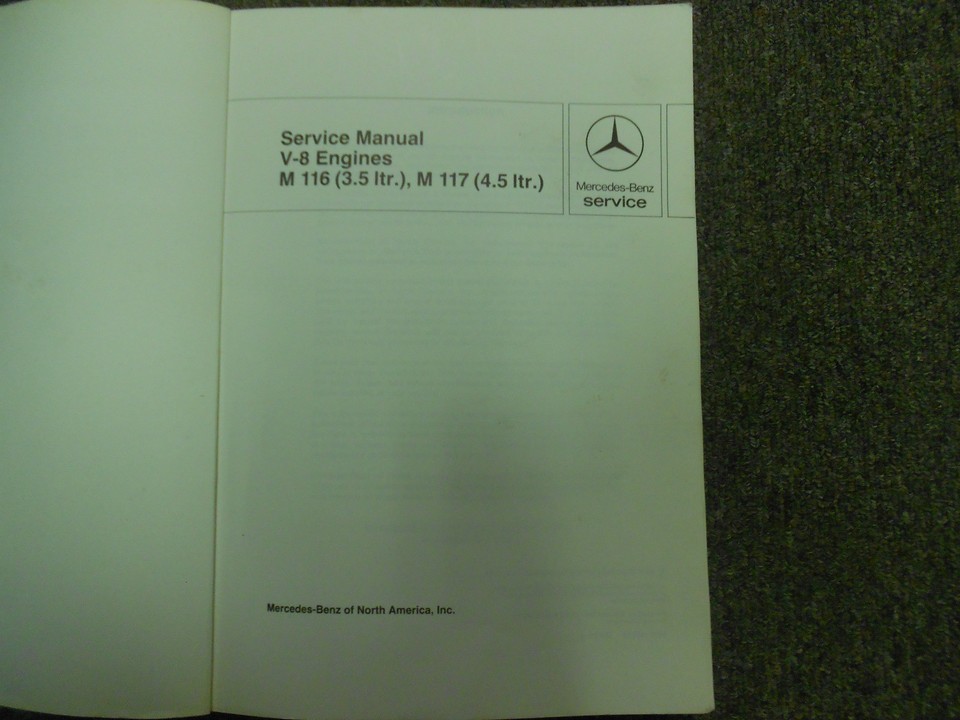 Service Manual
V-8 Engines
M 116 (3.5 ltr.), M 117 (4.5 ltr.)
Mercedes-Benz
service
Mercedes-Benz of North America, Inc.